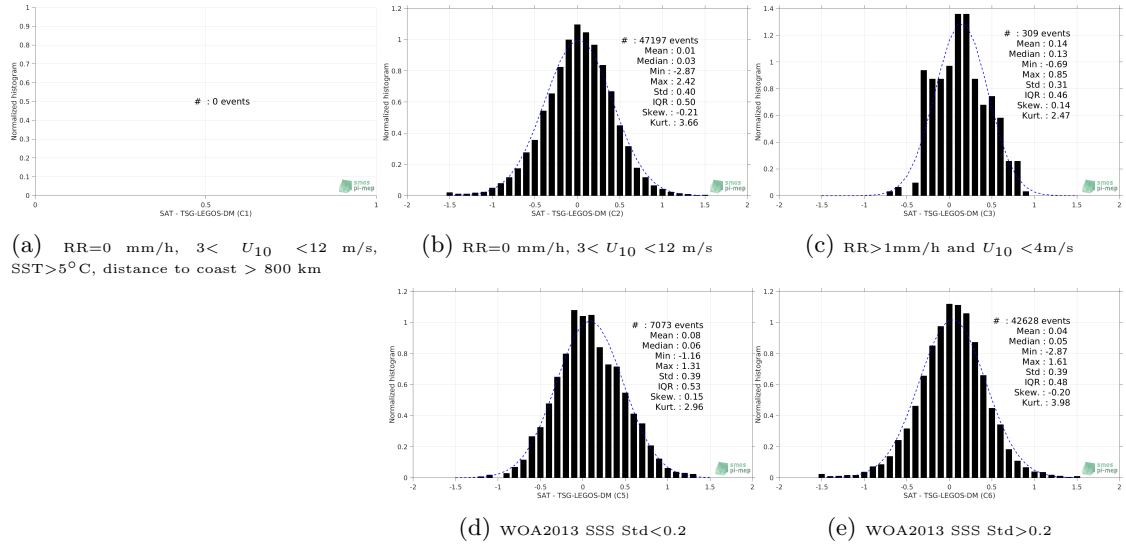 1
0.9
0.8
0.7
0.6
0.5
0.4
0.3
0.2
0.1
0
Normalized histogram
# : 0 events
smos
pi-mep
0 0.5 1
SAT - TSG-LEGOS-DM (C1)
(a) RR=0 mm/h, 3< U10 <12 m/s,
SST>5°C, distance to coast > 800 km
1.2
1
0.8
0.6
0.4
0.2
0
Normalized histogram
# : 47197 events
Mean : 0.01
Median : 0.03
Min : -2.87
Max : 2.42
Std : 0.40
IQR : 0.50
Skew. : -0.21
Kurt. : 3.66
smos
pi-mep
-2 -1.5 -1 -0.5 0 0.5 1 1.5 2
SAT - TSG-LEGOS-DM (C2)
(b) RR=0 mm/h, 3< U10 <12 m/s
1.4
1.2
1
0.8
0.6
0.4
0.2
0
Normalized histogram
# : 309 events
Mean : 0.14
Median : 0.13
Min : -0.69
Max : 0.85
Std : 0.31
IQR : 0.46
Skew. : 0.14
Kurt. : 2.47
smos
pi-mep
-2 -1.5 -1 -0.5 0 0.5 1 1.5 2
SAT - TSG-LEGOS-DM (C3)
(c) RR>1mm/h and U10 <4m/s
1.2
1
0.8
0.6
0.4
0.2
0
Normalized histogram
# : 7073 events
Mean : 0.08
Median : 0.06
Min : -1.16
Max : 1.31
Std : 0.39
IQR : 0.53
Skew. : 0.15
Kurt. : 2.96
smos
pi-mep
-2 -1.5 -1 -0.5 0 0.5 1 1.5 2
SAT - TSG-LEGOS-DM (C5)
(d) WOA2013 SSS Std<0.2
1.2
1
0.8
0.6
0.4
0.2
0
Normalized histogram
# : 42628 events
Mean : 0.04
Median : 0.05
Min : -2.87
Max : 1.61
Std : 0.39
IQR : 0.48
Skew. : -0.20
Kurt. : 3.98
smos
pi-mep
-2 -1.5 -1 -0.5 0 0.5 1 1.5 2
SAT - TSG-LEGOS-DM (C6)
(e) WOA2013 SSS Std>0.2